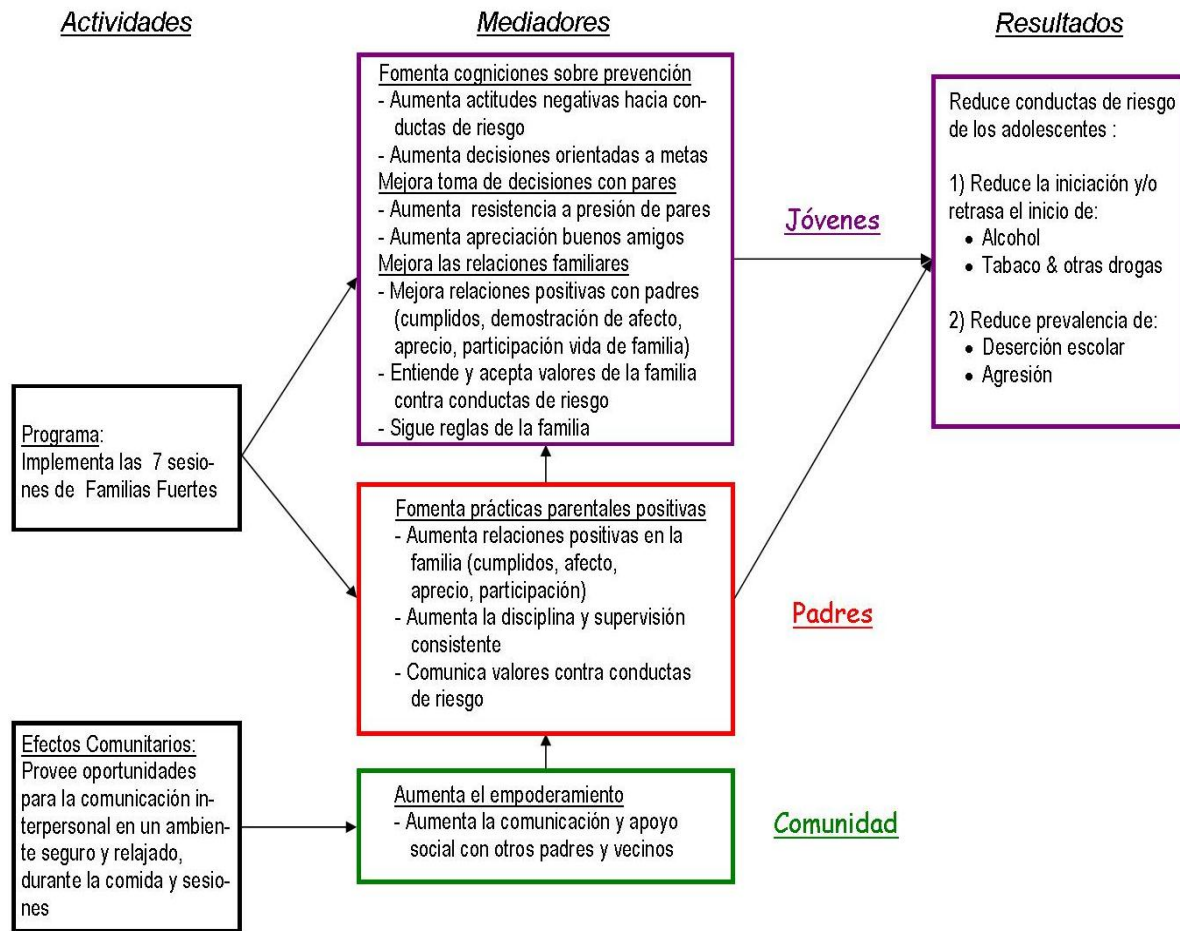 Actividades
Mediadores
Resultados
Programa:
Implementa las 7 sesio-
nes de Familias Fuertes
Efectos Comunitarios:
Provee oportunidades
para la comunicación in-
terpersonal en un ambien-
te seguro y relajado,
durante la comida y sesio-
nes
Fomenta cogniciones sobre prevención
- Aumenta actitudes negativas hacia con-
ductas de riesgo
- Aumenta decisiones orientadas a metas
Mejora toma de decisiones con pares
- Aumenta resistencia a presión de pares
- Aumenta apreciación buenos amigos
Mejora las relaciones familiares
- Mejora relaciones positivas con padres
(cumplidos, demostración de afecto,
aprecio, participación vida de familia)
- Entiende y acepta valores de la familia
contra conductas de riesgo
- Sigue reglas de la familia
Jóvenes
Fomenta prácticas parentales positivas
- Aumenta relaciones positivas en la
familia (cumplidos, afecto,
aprecio, participación)
- Aumenta la disciplina y supervisión
consistente
- Comunica valores contra conductas
de riesgo
Padres
Aumenta el empoderamiento
- Aumenta la comunicación y apoyo
social con otros padres y vecinos
Comunidad
Reduce conductas de riesgo
de los adolescentes :
1) Reduce la iniciación y/o
retrasa el inicio de:
• Alcohol
• Tabaco & otras drogas
2) Reduce prevalencia de:
• Deserción escolar
• Agresión